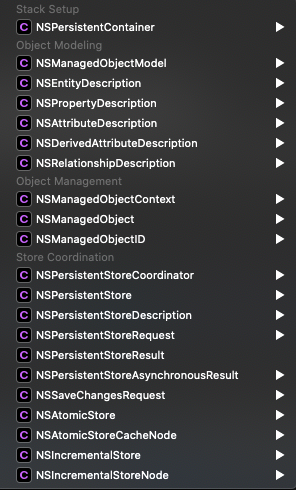 Stack Setup
C NSPersistentContainer
Object Modeling
C NSManagedObjectModel
C NSEntityDescription
C NSPropertyDescription
C NSAttributeDescription
C NSDerivedAttributeDescription
C NSRelationshipDescription
Object Management
C NSManagedObjectContext
C NSManagedObject
C NSManagedObjectID
Store Coordination
C NSPersistentStoreCoordinator
C NSPersistentStore
C NSPersistentStoreDescription
C NSPersistentStoreRequest
C NSPersistentStoreResult
C NSPersistentStoreAsynchronousResult
C NSSaveChangesRequest
C NSAtomicStore
C NSAtomicStoreCacheNode
C NSIncrementalStore
C NSIncrementalStoreNode